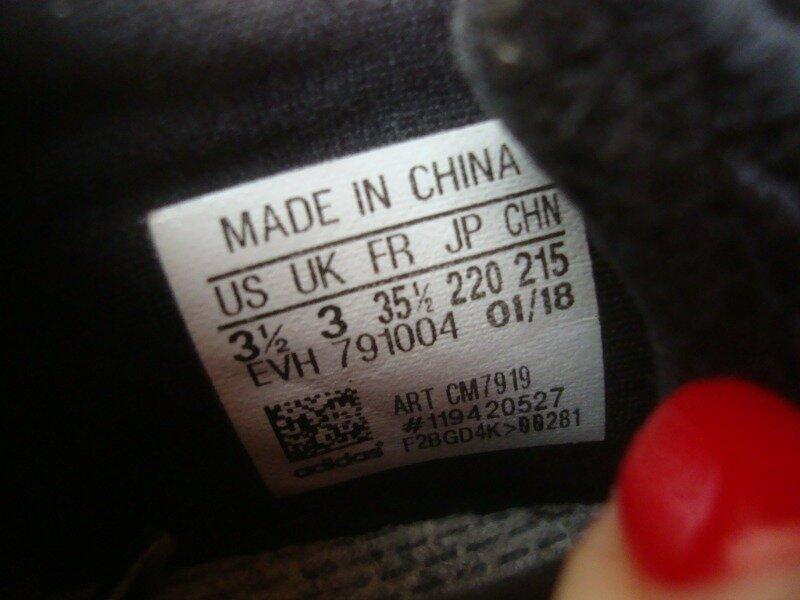 MADE IN CHINA
US UK FR JP CHN
3½ 3 35½ 220 215
EVH 791004 01/18
ART CM7919
#119420527
F2BGD4K>00281
adidas